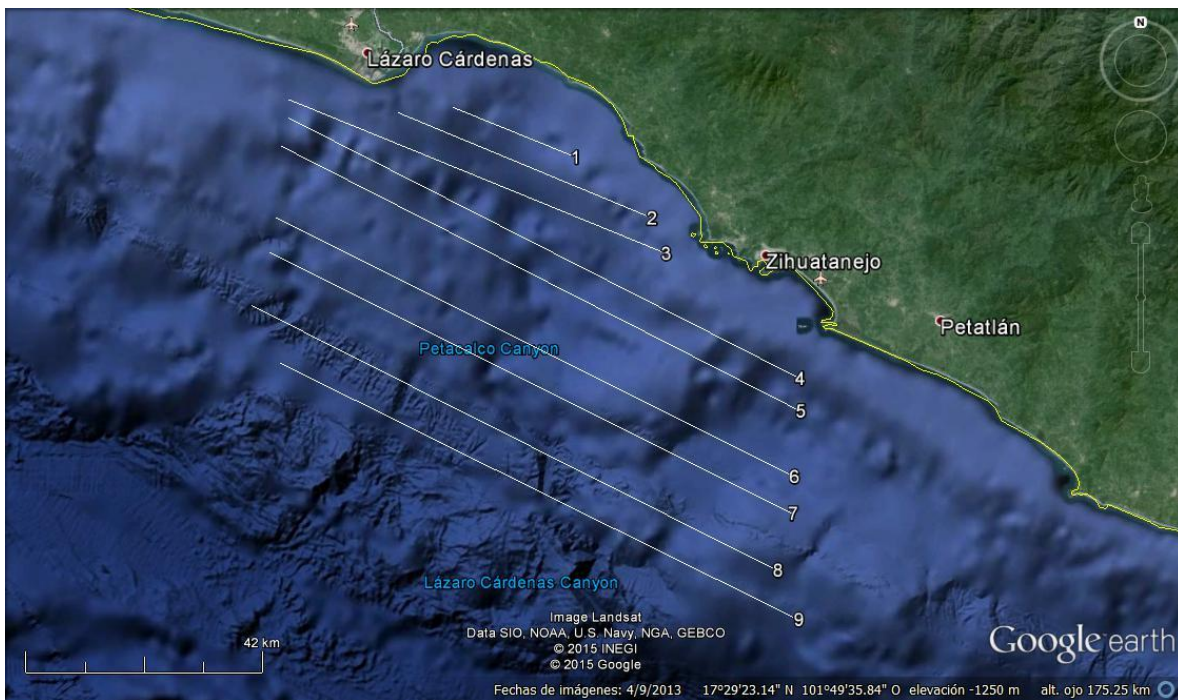 N
Lázaro Cárdenas
1
2
3
Zihuatanejo
Petatlán
Petacalco Canyon
4
5
6
7
8
Lázaro Cárdenas Canyon
9
Image Landsat
Data SIO, NOAA, U.S. Navy, NGA, GEBCO
© 2015 INEGI
© 2015 Google
42 km
Google earth
Fechas de imágenes: 4/9/2013 17°29'23.14" N 101°49'35.84" O elevación -1250 m alt. ojo 175.25 km